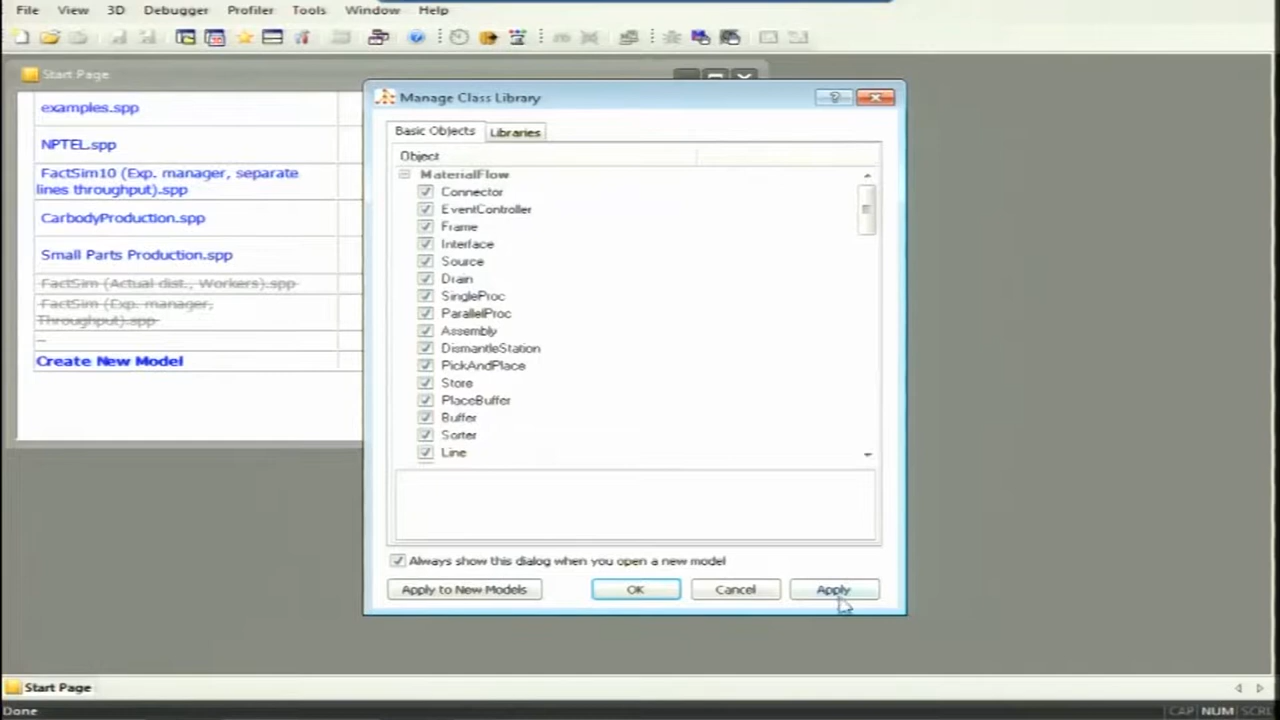 File View 3D Debugger Profiler Tools Window Help
Start Page
examples.spp
NPTEL.spp
FactSim10 (Exp. manager, separate
lines throughput).spp
CarbodyProduction.spp
Small Parts Production.spp
FactSim (Actual dist., Workers).spp
FactSim (Exp. manager,
Throughput).spp
Create New Model
Manage Class Library
Basic Objects Libraries
Object
MaterialFlow
Connector
EventController
Frame
Interface
Source
Drain
SingleProc
ParallelProc
Assembly
DismantleStation
PickAndPlace
Store
PlaceBuffer
Buffer
Sorter
Line
Always show this dialog when you open a new model
Apply to New Models OK Cancel Apply
Start Page
Done CAP NUM SCRL